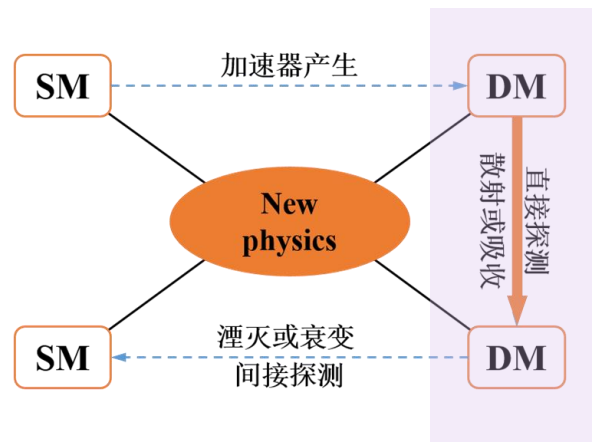 加速器产生
SM
DM
New
physics
直接探测
散射或吸收
湮灭或衰变
间接探测
SM
DM